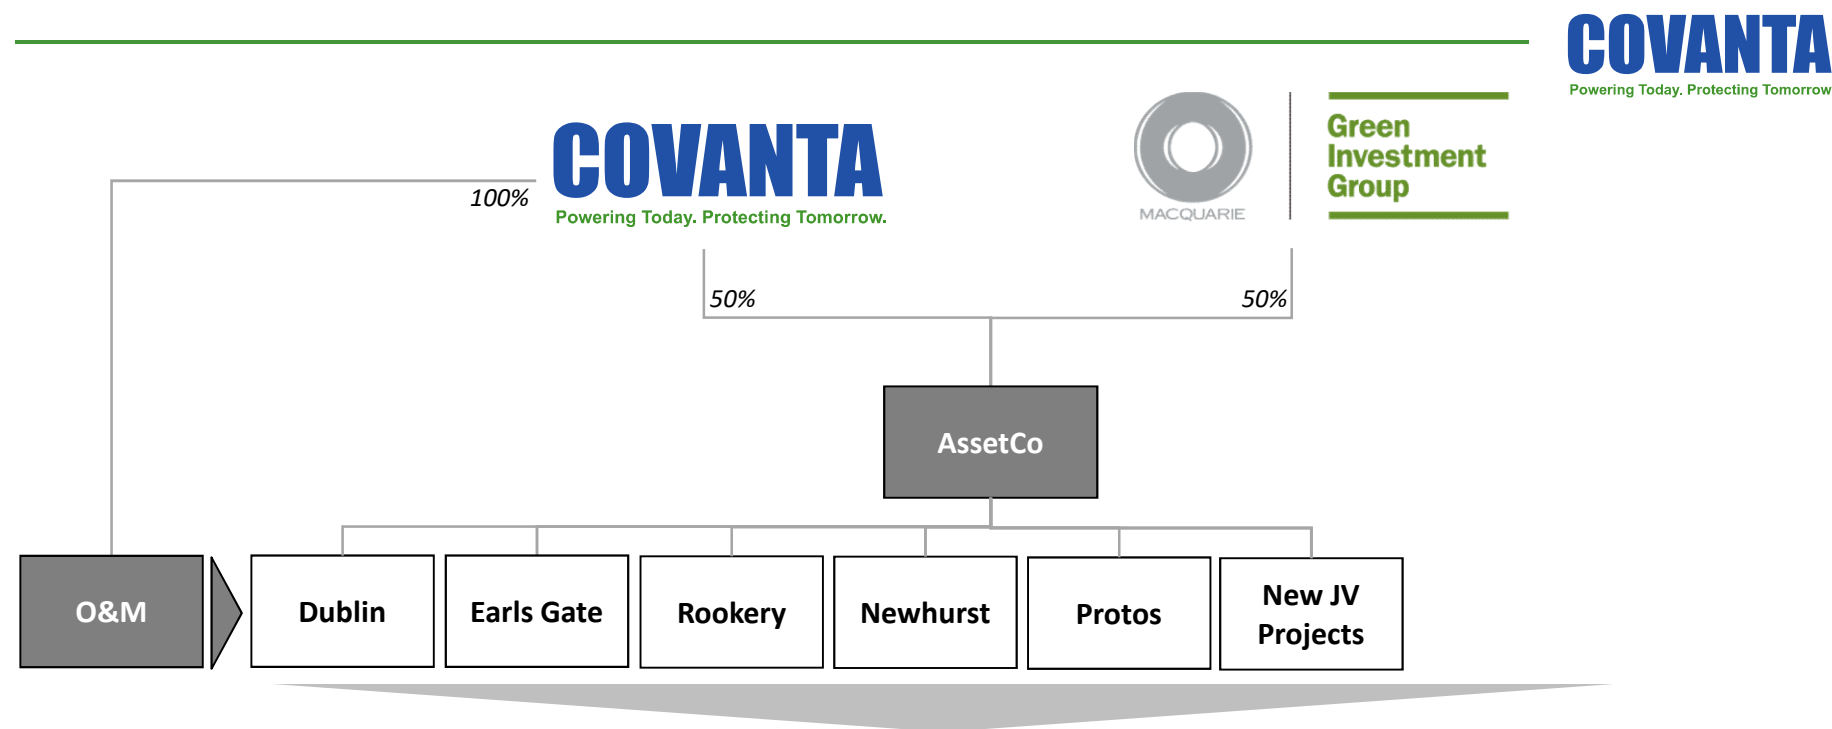 COVANTA
Powering Today. Protecting Tomorrow
COVANTA
Powering Today. Protecting Tomorrow.
MACQUARIE
Green
Investment
Group
100%
50%
50%
AssetCo
O&M
Dublin
Earls Gate
Rookery
Newhurst
Protos
New JV
Projects